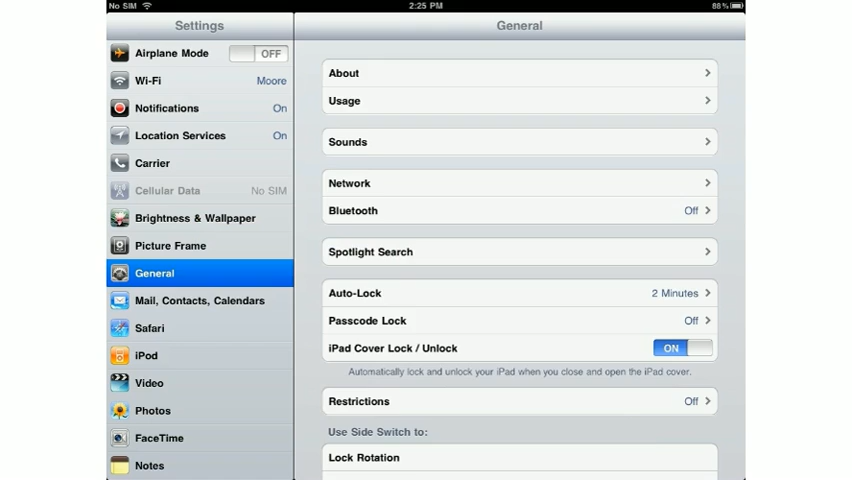 No SIM 2:25 PM 88%
Settings
General
Airplane Mode OFF
Wi-Fi Moore
Notifications On
Location Services On
Carrier
Cellular Data No SIM
Brightness & Wallpaper
Picture Frame
General
Mail, Contacts, Calendars
Safari
iPod
Video
Photos
FaceTime
Notes
About
Usage
Sounds
Network
Bluetooth Off
Spotlight Search
Auto-Lock 2 Minutes
Passcode Lock Off
iPad Cover Lock / Unlock ON
Automatically lock and unlock your iPad when you close and open the iPad cover.
Restrictions Off
Use Side Switch to:
Lock Rotation